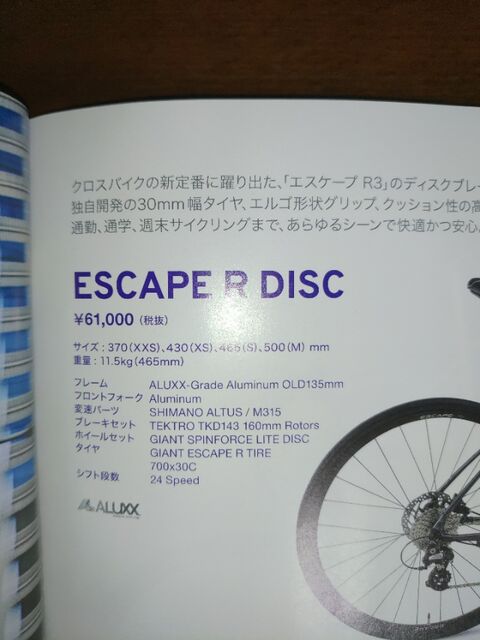 クロスバイクの新定番に躍り出た、「エスケープ R3」のディスクブレー
独自開発の30mm幅タイヤ、エルゴ形状グリップ、クッション性の高
通勤、通学、週末サイクリングまで、あらゆるシーンで快適かつ安心
ESCAPE R DISC
¥61,000 (税抜)
サイズ : 370(XXS)、430(XS)、465(S)、500(M) mm
重量 : 11.5kg(465mm)
フレーム ALUXX-Grade Aluminum OLD135mm
フロントフォーク Aluminum
変速パーツ SHIMANO ALTUS / M315
ブレーキセット TEKTRO TKD143 160mm Rotors
ホイールセット GIANT SPINFORCE LITE DISC
タイヤ GIANT ESCAPE R TIRE
700x30C
シフト段数 24 Speed
ALUXX
ESCAPE